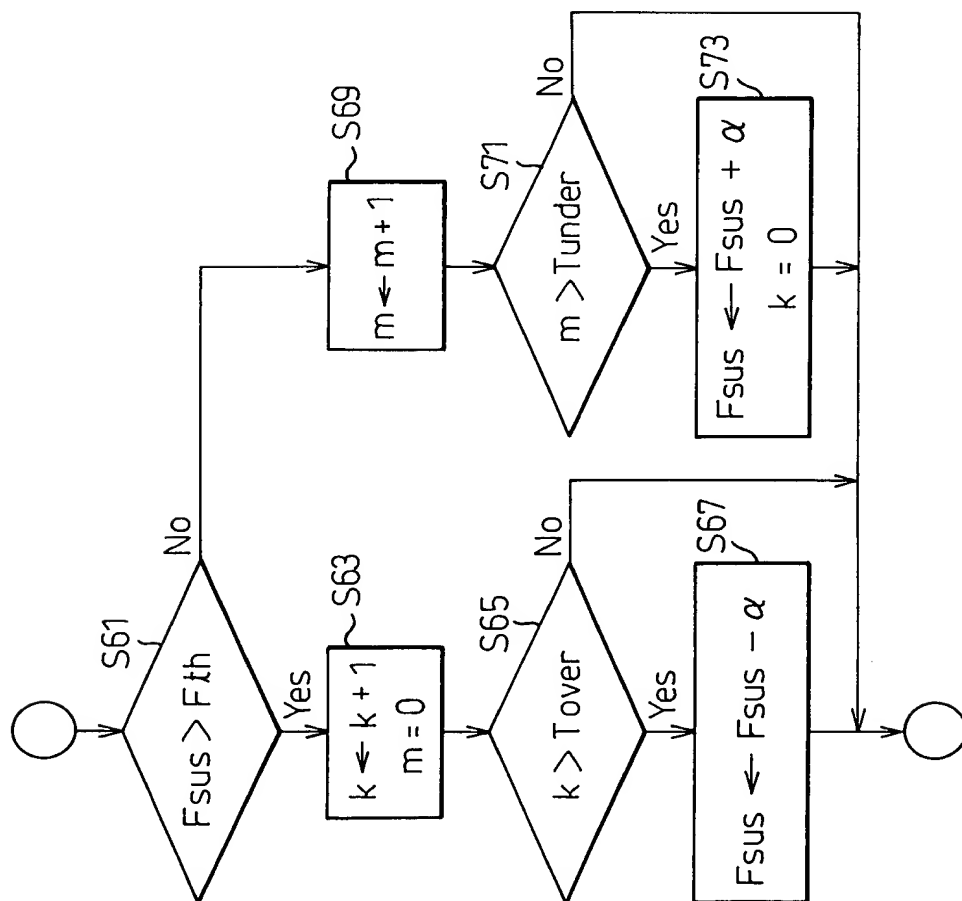 S61
Fsus > Fth
No
Yes
S63
k ← k + 1
m = 0
S65
k > Tover
No
Yes
S67
Fsus ← Fsus - α
S69
m ← m + 1
S71
m > Tunder
No
Yes
S73
Fsus ← Fsus + α
k = 0